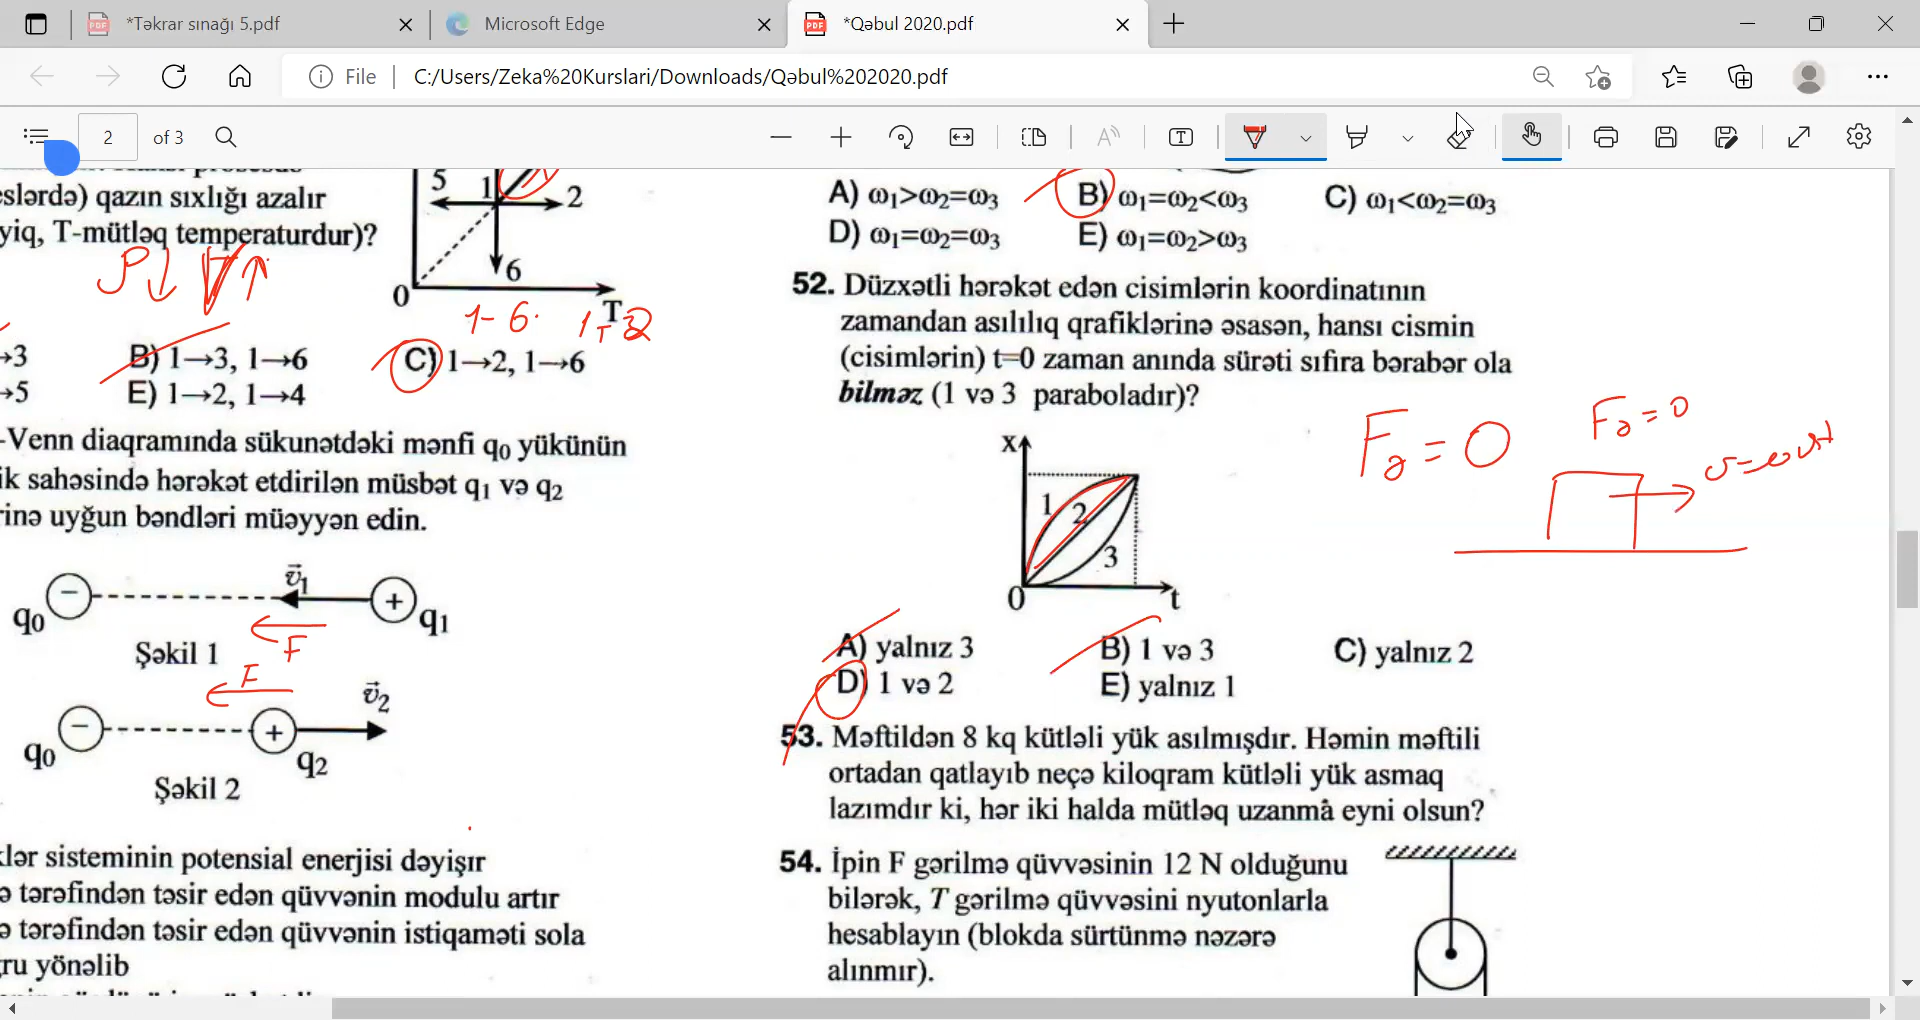 *Təkrar sınağı 5.pdf
Microsoft Edge
*Qəbul 2020.pdf
File
C:/Users/Zeka%20Kurslari/Downloads/Qəbul%202020.pdf
2 of 3
slərdə) qazın sıxlığı azalır
yiq, T-mütləq temperaturdur)?
ρ↓ V↑
5 1 2
6
0 T
1-6. 1-2
→3 B) 1→3, 1→6 C) 1→2, 1→6
→5 E) 1→2, 1→4
-Venn diaqramında sükunətdəki mənfi q₀ yükünün
ik sahəsində hərəkət etdirilən müsbət q₁ və q₂
rinə uyğun bəndləri müəyyən edin.
q₀ − v⃗₁ + q₁
F
Şəkil 1
F
q₀ − + q₂ v⃗₂
Şəkil 2
klər sisteminin potensial enerjisi dəyişir
ə tərəfindən təsir edən qüvvənin modulu artır
ə tərəfindən təsir edən qüvvənin istiqaməti sola
ru yönəlib
A) ω₁>ω₂=ω₃ B) ω₁=ω₂<ω₃ C) ω₁<ω₂=ω₃
D) ω₁=ω₂=ω₃ E) ω₁=ω₂>ω₃
52. Düzxətli hərəkət edən cisimlərin koordinatının
zamandan asılılıq qrafiklərinə əsasən, hansı cismin
(cisimlərin) t=0 zaman anında sürəti sıfıra bərabər ola
bilməz (1 və 3 paraboladır)?
x
1 2
3
0 t
Fə = 0
Fə = 0
υ=const
A) yalnız 3 B) 1 və 3 C) yalnız 2
D) 1 və 2 E) yalnız 1
53. Məftildən 8 kq kütləli yük asılmışdır. Həmin məftili
ortadan qatlayıb neçə kiloqram kütləli yük asmaq
lazımdır ki, hər iki halda mütləq uzanma eyni olsun?
54. İpin F gərilmə qüvvəsinin 12 N olduğunu
bilərək, T gərilmə qüvvəsini nyutonlarla
hesablayın (blokda sürtünmə nəzərə
alınmır).